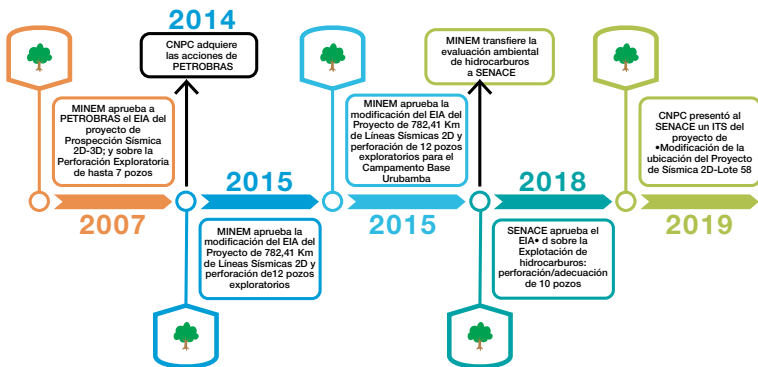 MINEM aprueba a
PETROBRAS el EIA del
proyecto de
Prospección Sísmica
2D-3D; y sobre la
Perforación Exploratoria
de hasta 7 pozos
2007
2014
CNPC adquiere
las acciones de
PETROBRAS
2015
MINEM aprueba la
modificación del EIA del
Proyecto de 782,41 Km
de Líneas Sísmicas 2D y
perforación de12 pozos
exploratorios
MINEM aprueba la
modificación del EIA del
Proyecto de 782,41 Km
de Líneas Sísmicas 2D y
perforación de 12 pozos
exploratorios para el
Campamento Base
Urubamba
2015
MINEM transfiere la
evaluación ambiental
de hidrocarburos
a SENACE
2018
SENACE aprueba el
EIA• d sobre la
Explotación de
hidrocarburos:
perforación/adecuación
de 10 pozos
CNPC presentó al
SENACE un ITS del
proyecto de
•Modificación de la
ubicación del Proyecto
de Sísmica 2D-Lote 58
2019